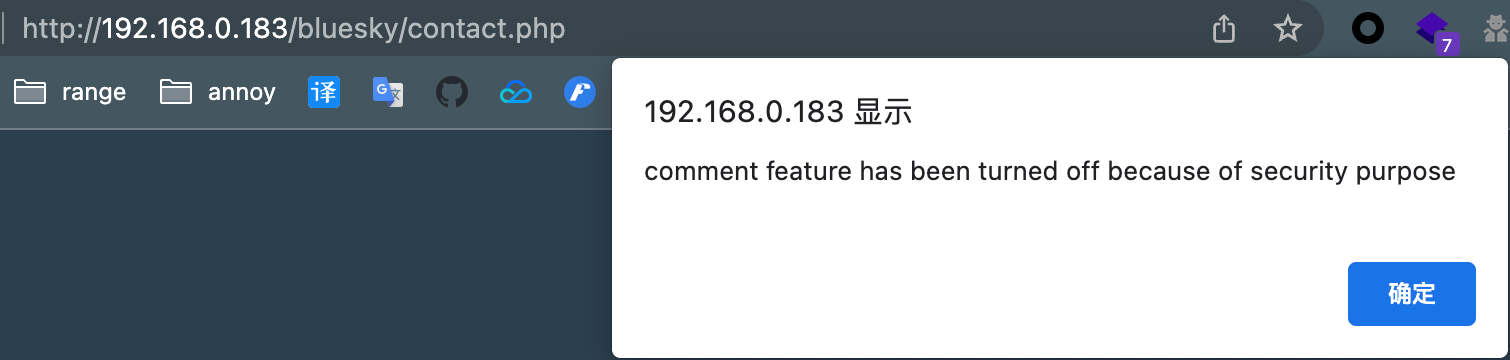 http://192.168.0.183/bluesky/contact.php
7
range annoy 译 G 文
192.168.0.183 显示
comment feature has been turned off because of security purpose
确定